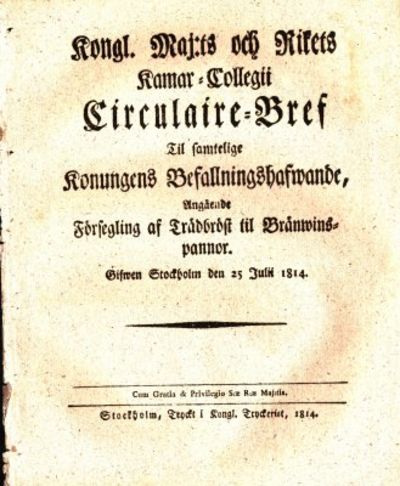 Kongl. Maj:ts och Rikets
Kamar-Collegii
Circulaire-Bref
Til samtelige
Konungens Befallningshafwande,
Angående
Försegling af Trädbröst til Bränwins-
pannor.
Gifwen Stockholm den 25 Julii 1814.
Cum Gratia & Privilegio S:æ R:æ Maj:tis.
Stockholm, Tryckt i Kongl. Tryckeriet, 1814.